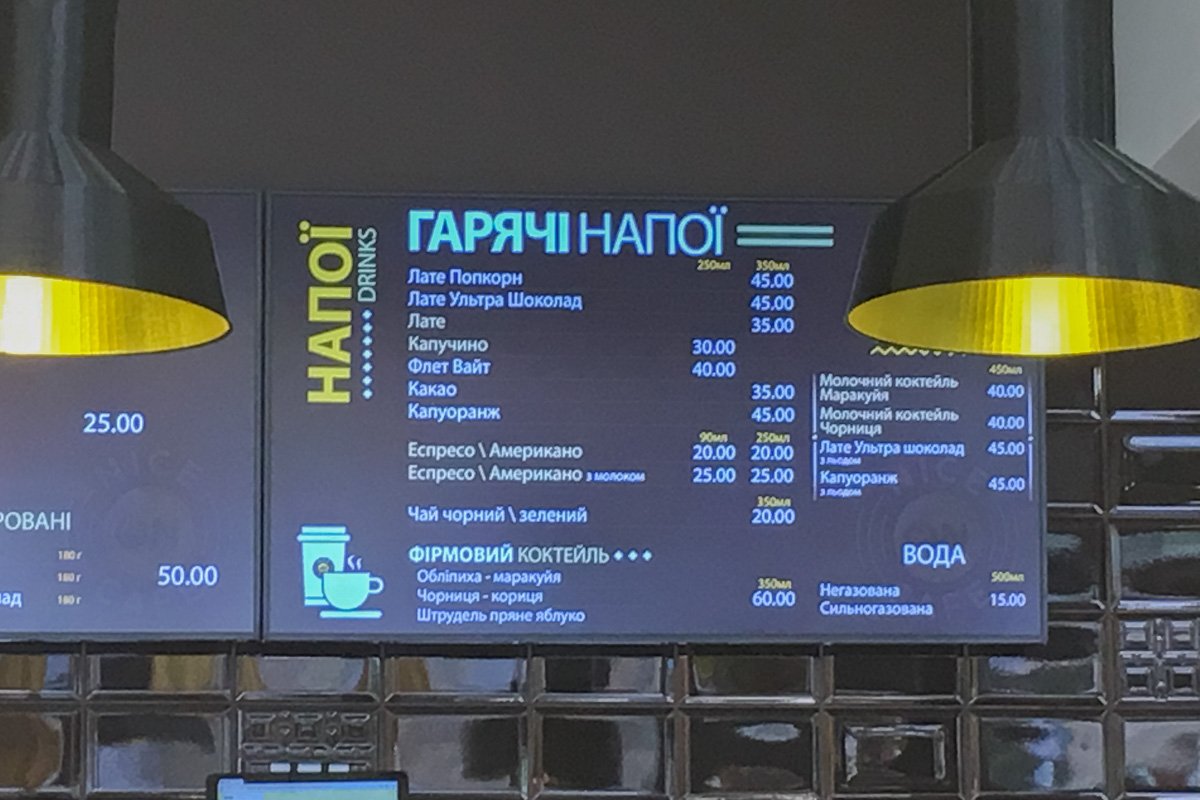 25.00
РОВАНІ
180 г
180 г 50.00
180 г
НАПОЇ
DRINKS
ГАРЯЧІ НАПОЇ
250мл 350мл
Лате Попкорн 45.00
Лате Ультра Шоколад 45.00
Лате 35.00
Капучино 30.00
Флет Вайт 40.00
Какао 35.00
Капуоранж 45.00
90мл 250мл
Еспресо \ Американо 20.00 20.00
Еспресо \ Американо з молоком 25.00 25.00
350мл
Чай чорний \ зелений 20.00
ФІРМОВИЙ КОКТЕЙЛЬ
350мл
Обліпиха - маракуйя
Чорниця - кориця 60.00
Штрудель пряне яблуко
450мл
Молочний коктейль
Маракуйя 40.00
Молочний коктейль
Чорниця 40.00
Лате Ультра шоколад 45.00
з льодом
Капуоранж 45.00
з льодом
ВОДА
500мл
Негазована
Сильногазована 15.00